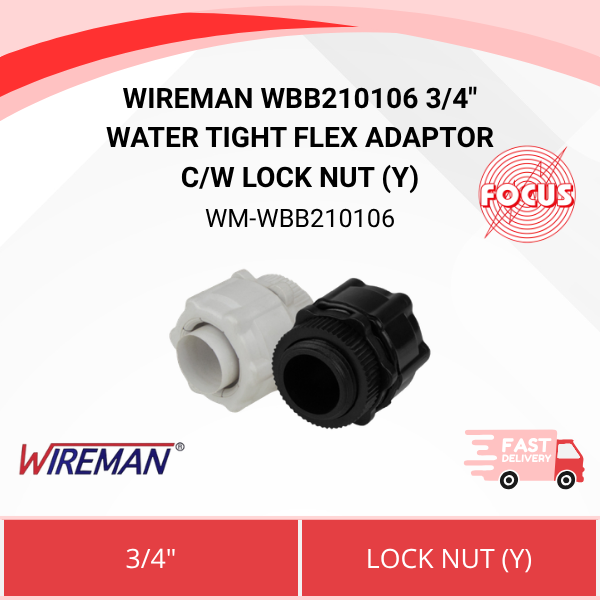 WIREMAN WBB210106 3/4"
WATER TIGHT FLEX ADAPTOR
C/W LOCK NUT (Y)
WM-WBB210106
FOCUS
WIREMAN®
FAST
DELIVERY
3/4"
LOCK NUT (Y)